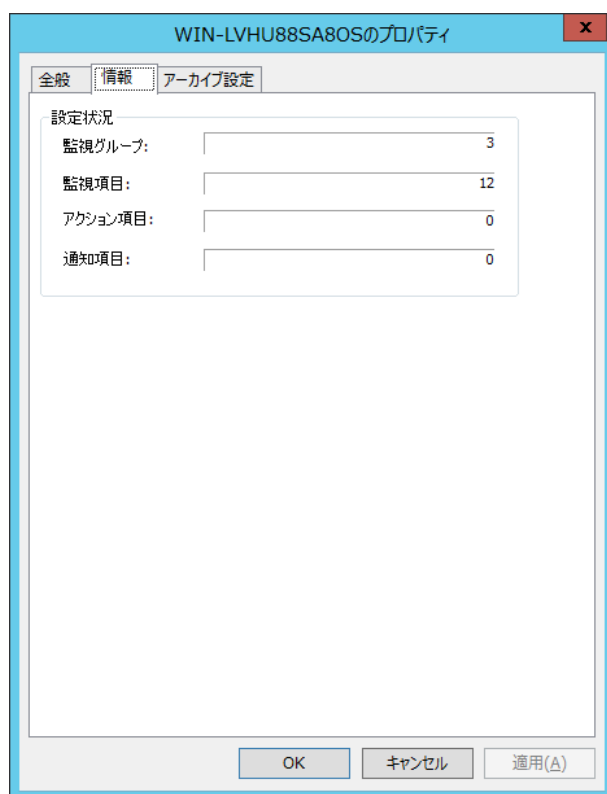 WIN-LVHU88SA8OSのプロパティ
x
全般 情報 アーカイブ設定
設定状況
監視グループ: 3
監視項目: 12
アクション項目: 0
通知項目: 0
OK キャンセル 適用(A)